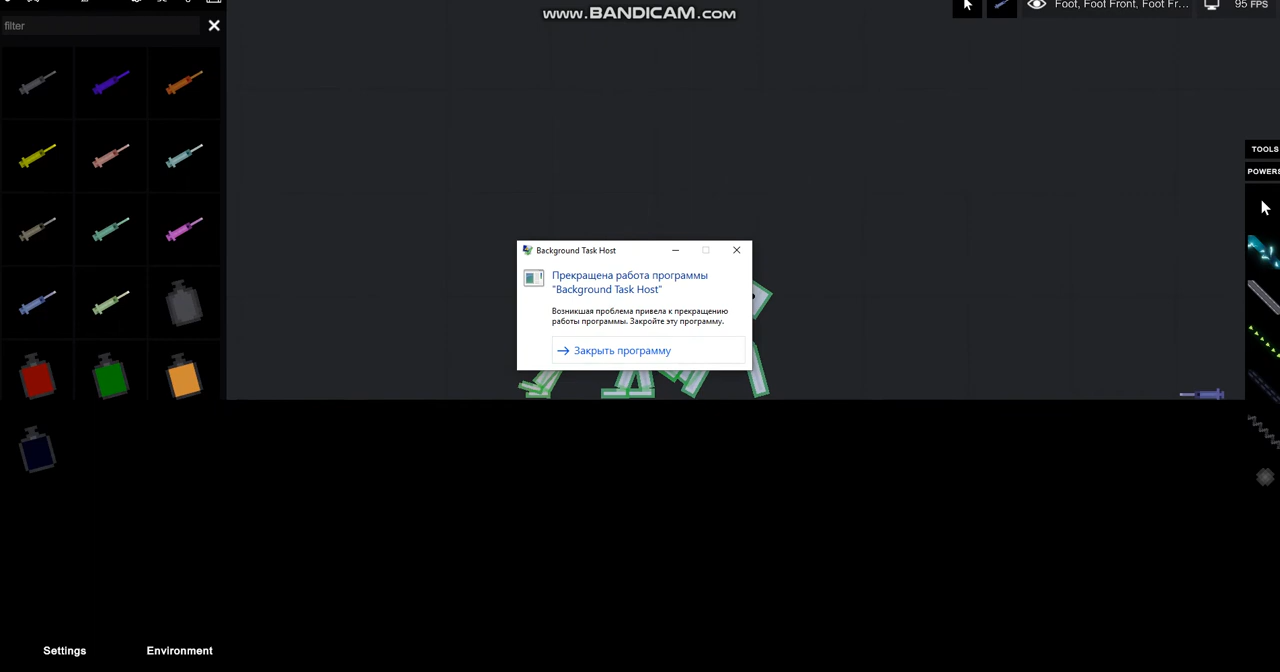 www.BANDICAM.com
Foot, Foot Front, Foot Fr...
95 FPS
filter
TOOLS
POWERS
Background Task Host
Прекращена работа программы
"Background Task Host"
Возникшая проблема привела к прекращению
работы программы. Закройте эту программу.
Закрыть программу
Settings
Environment